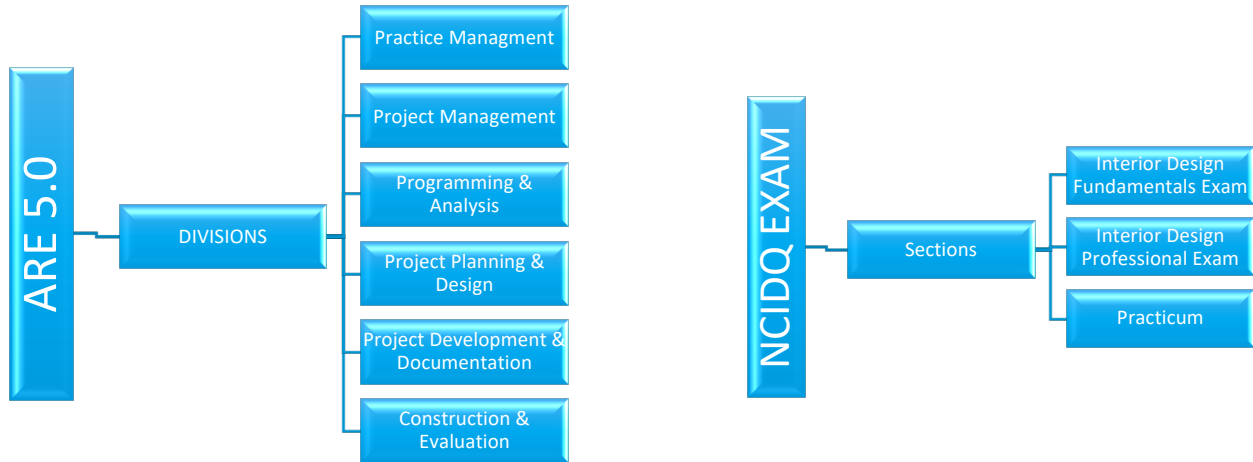 ARE 5.0
DIVISIONS
Practice Managment
Project Management
Programming &
Analysis
Project Planning &
Design
Project Development &
Documentation
Construction &
Evaluation
NCIDQ EXAM
Sections
Interior Design
Fundamentals Exam
Interior Design
Professional Exam
Practicum